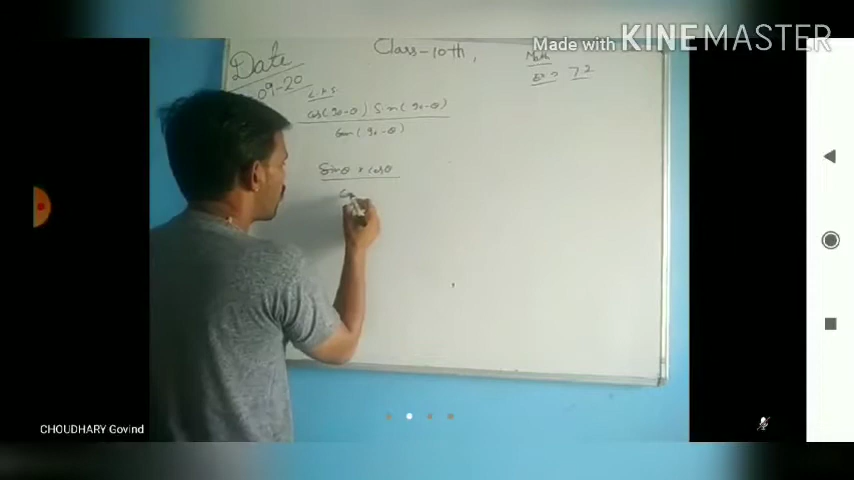 Made with KINEMASTER
Class-10th,
Math
Date
Ex → 7.2
09-20
L.H.S
cos(90-θ) . Sin(90-θ)
tan(90-θ)
Sinθ × cosθ
CHOUDHARY Govind